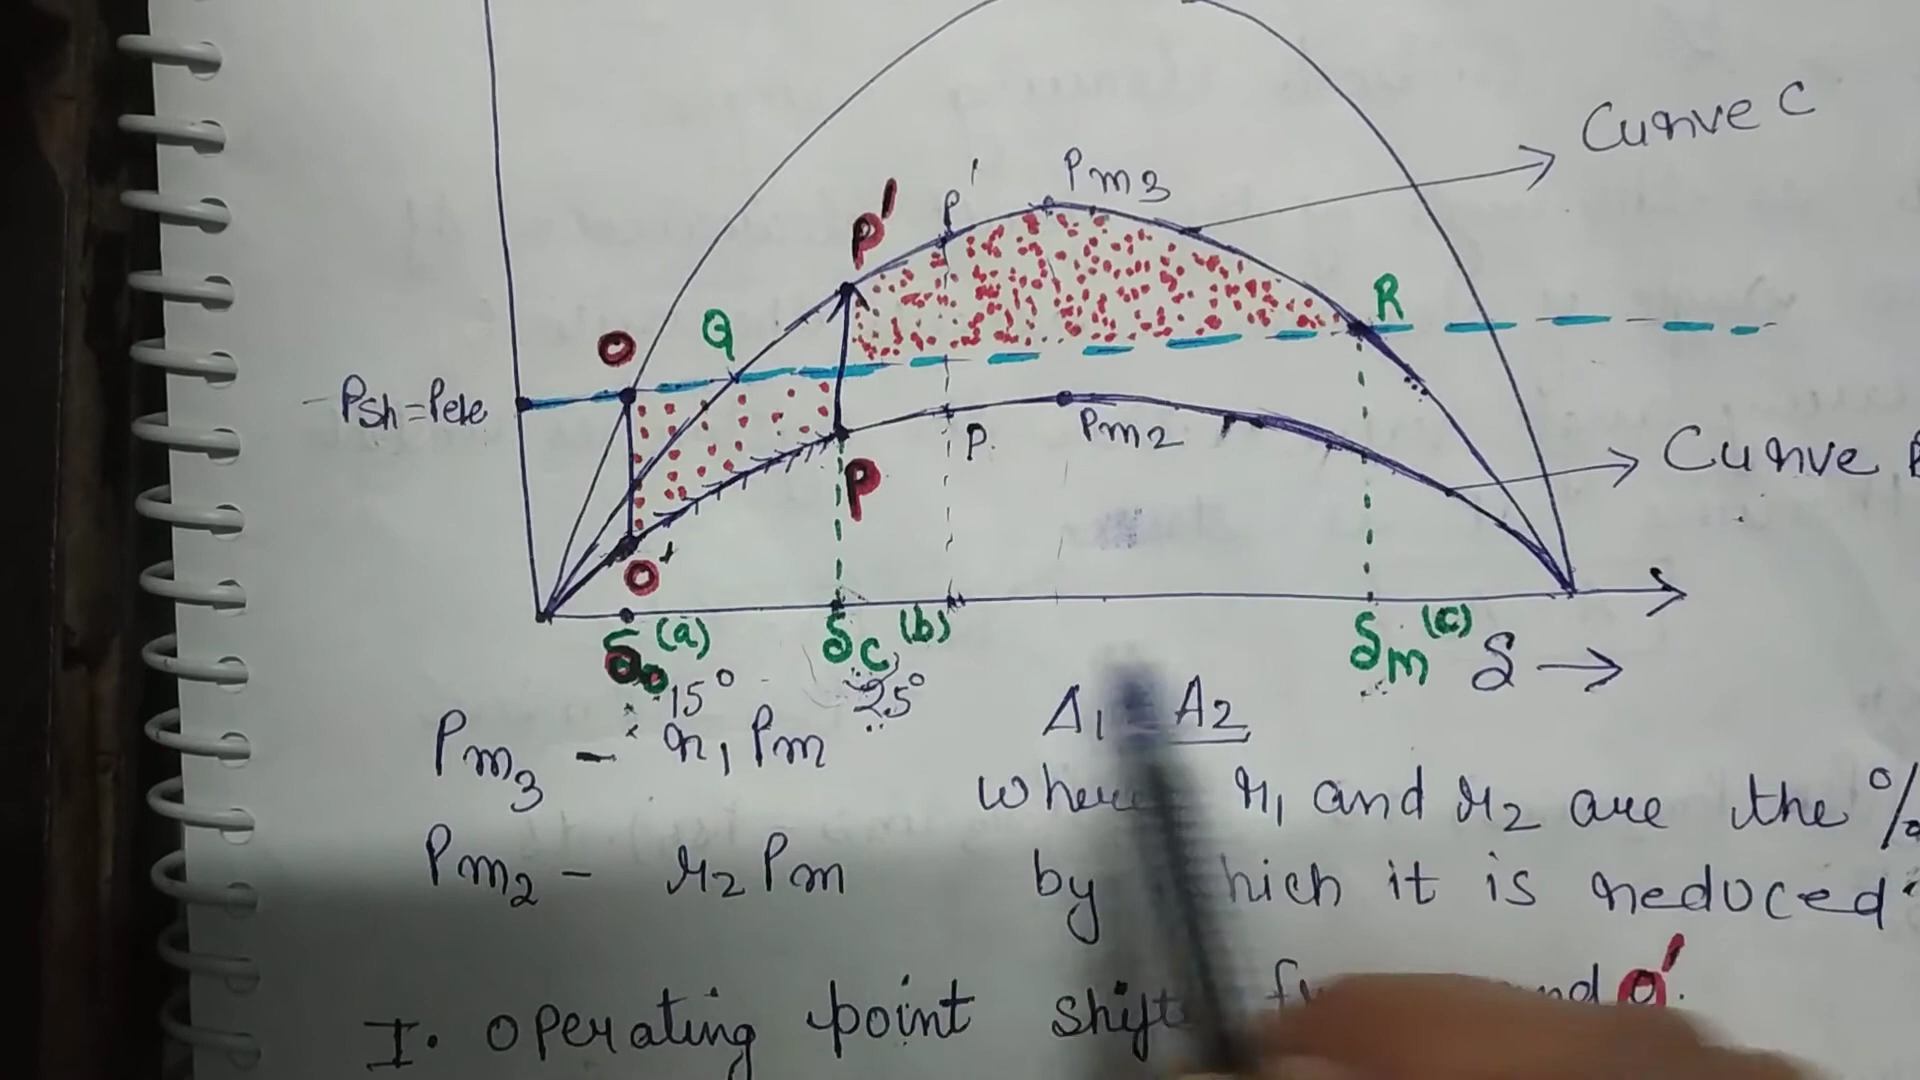 Curve C
Pm3
P'
P'
R
Q
O
Psh=Pele
P.
Pm2
Curve
P
O'
δo (a)
δc (b)
δm (c)
δ →
15°
25°
A1 = A2
Pm3 - r1 Pm
where r1 and r2 are the %
Pm2 - r2 Pm
by which it is reduced
I. Operating point shift and O'.